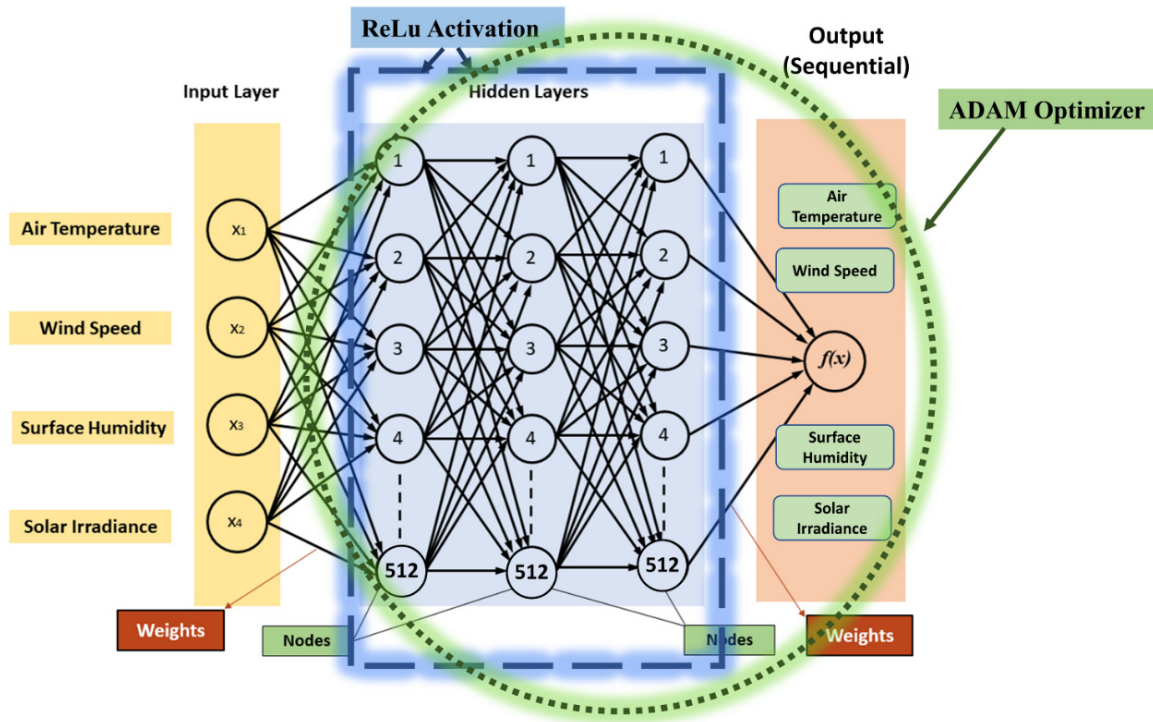 ReLu Activation
Output
(Sequential)
Input Layer
Hidden Layers
ADAM Optimizer
Air Temperature
Wind Speed
Surface Humidity
Solar Irradiance
x1
x2
x3
x4
1
2
3
4
512
1
2
3
4
512
1
2
3
4
512
Air
Temperature
Wind Speed
f(x)
Surface
Humidity
Solar
Irradiance
Weights
Nodes
Nodes
Weights